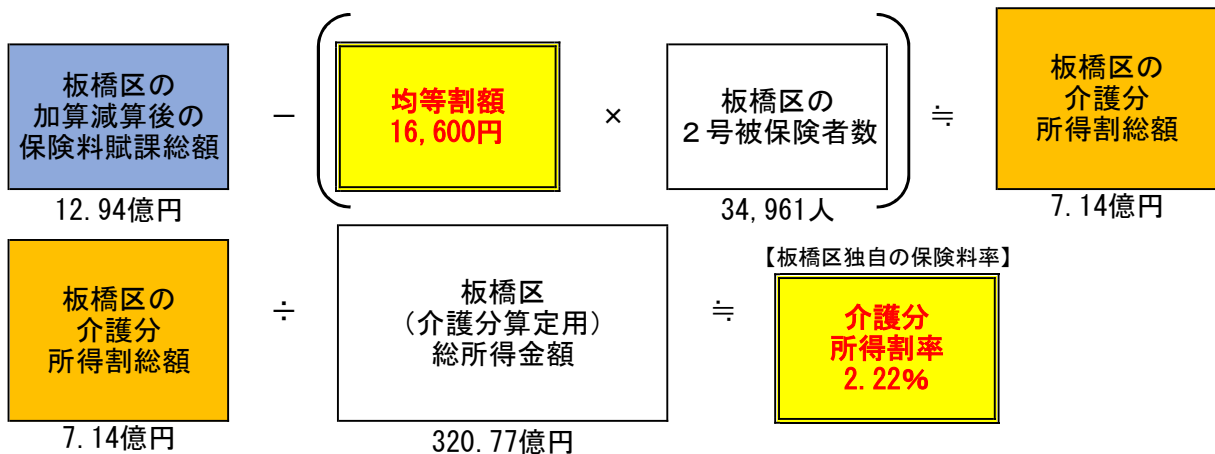 板橋区の
加算減算後の
保険料賦課総額
12.94億円
－
均等割額
16,600円
×
板橋区の
２号被保険者数
34,961人
≒
板橋区の
介護分
所得割総額
7.14億円
板橋区の
介護分
所得割総額
7.14億円
÷
板橋区
（介護分算定用）
総所得金額
320.77億円
≒
【板橋区独自の保険料率】
介護分
所得割率
2.22%